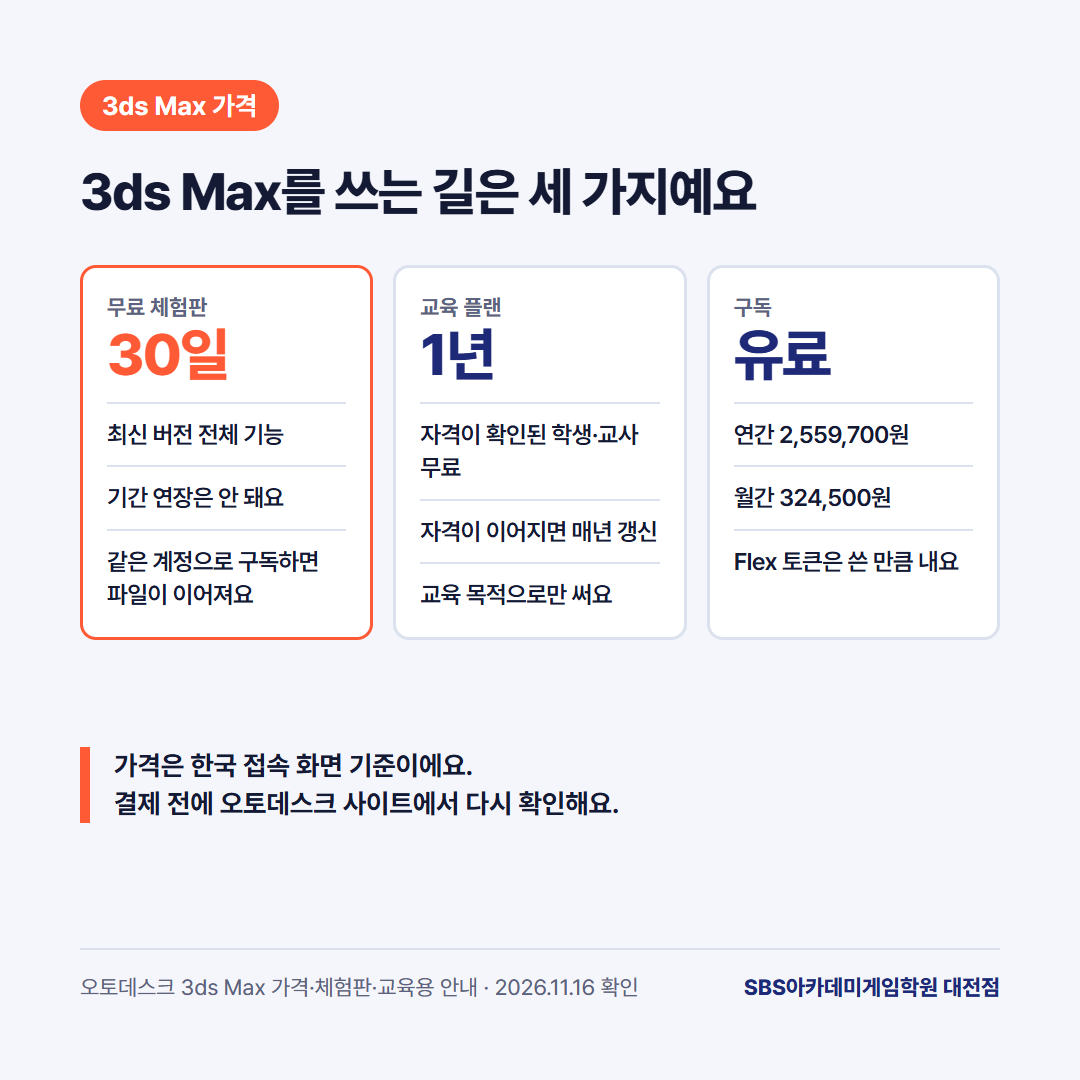 3ds Max 가격
3ds Max를 쓰는 길은 세 가지예요
무료 체험판
30일
최신 버전 전체 기능
기간 연장은 안 돼요
같은 계정으로 구독하면
파일이 이어져요
교육 플랜
1년
자격이 확인된 학생·교사
무료
자격이 이어지면 매년 갱신
교육 목적으로만 써요
구독
유료
연간 2,559,700원
월간 324,500원
Flex 토큰은 쓴 만큼 내요
가격은 한국 접속 화면 기준이에요.
결제 전에 오토데스크 사이트에서 다시 확인해요.
오토데스크 3ds Max 가격·체험판·교육용 안내 · 2026.11.16 확인
SBS아카데미게임학원 대전점